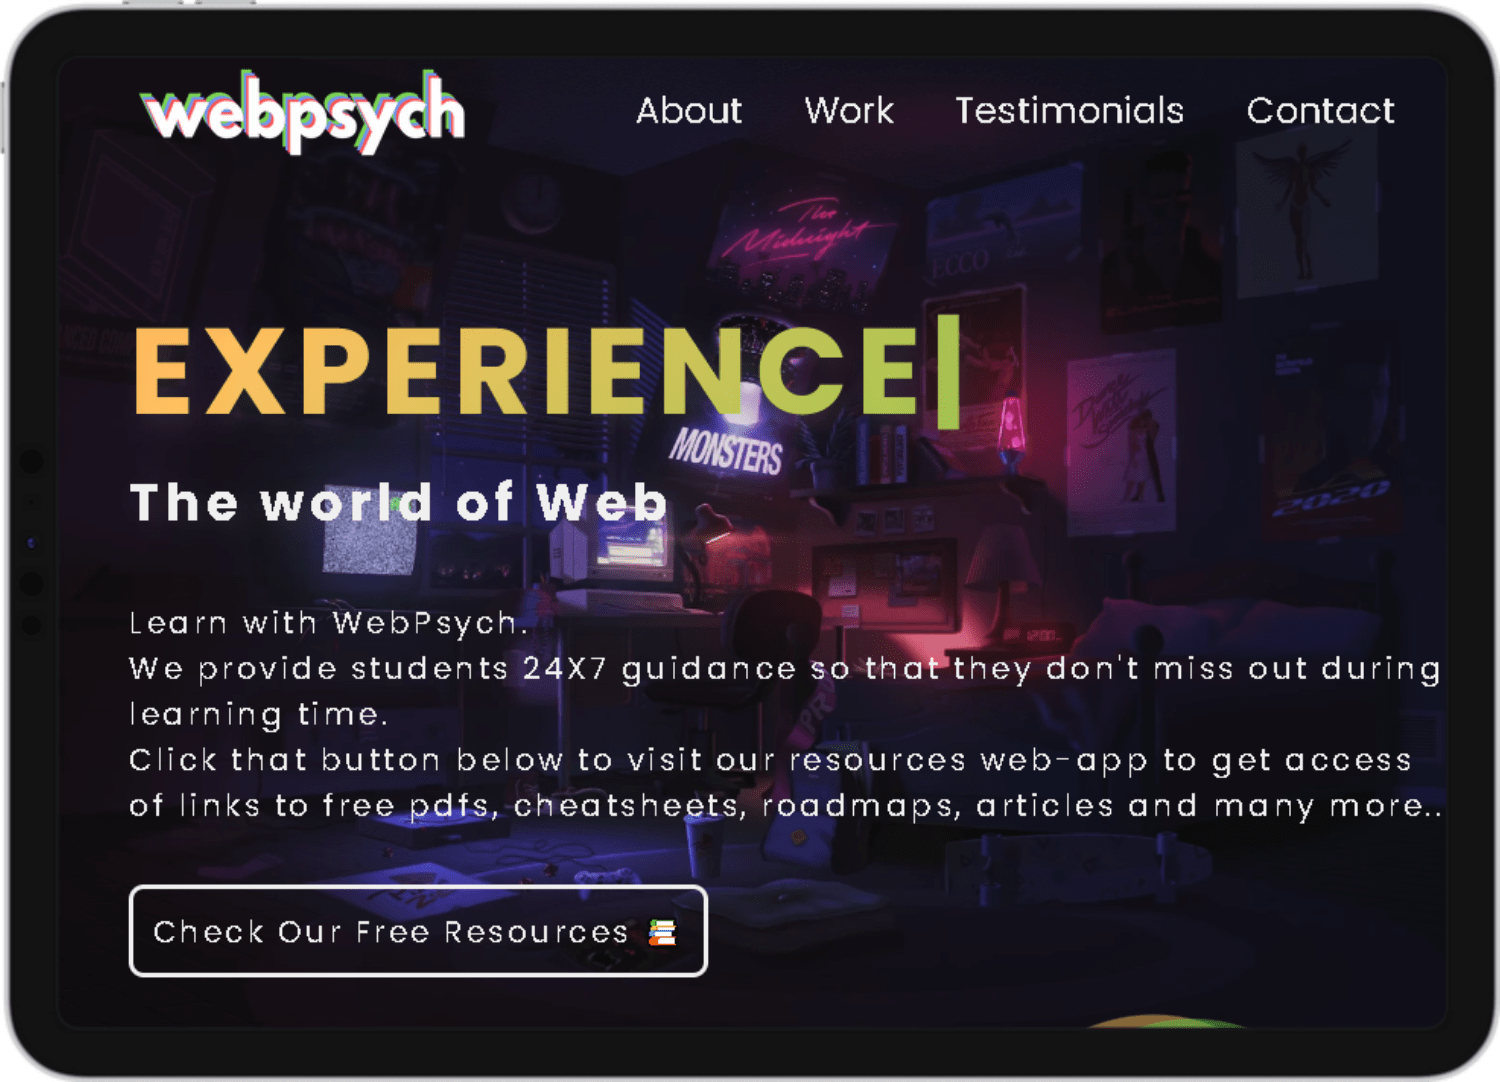 webpsych
About Work Testimonials Contact
The
Midnight
ECCO
EXPERIENCE|
MONSTERS
The world of Web
2020
Learn with WebPsych.
12:00
We provide students 24X7 guidance so that they don't miss out during
learning time.
Click that button below to visit our resources web-app to get access
of links to free pdfs, cheatsheets, roadmaps, articles and many more..
Check Our Free Resources